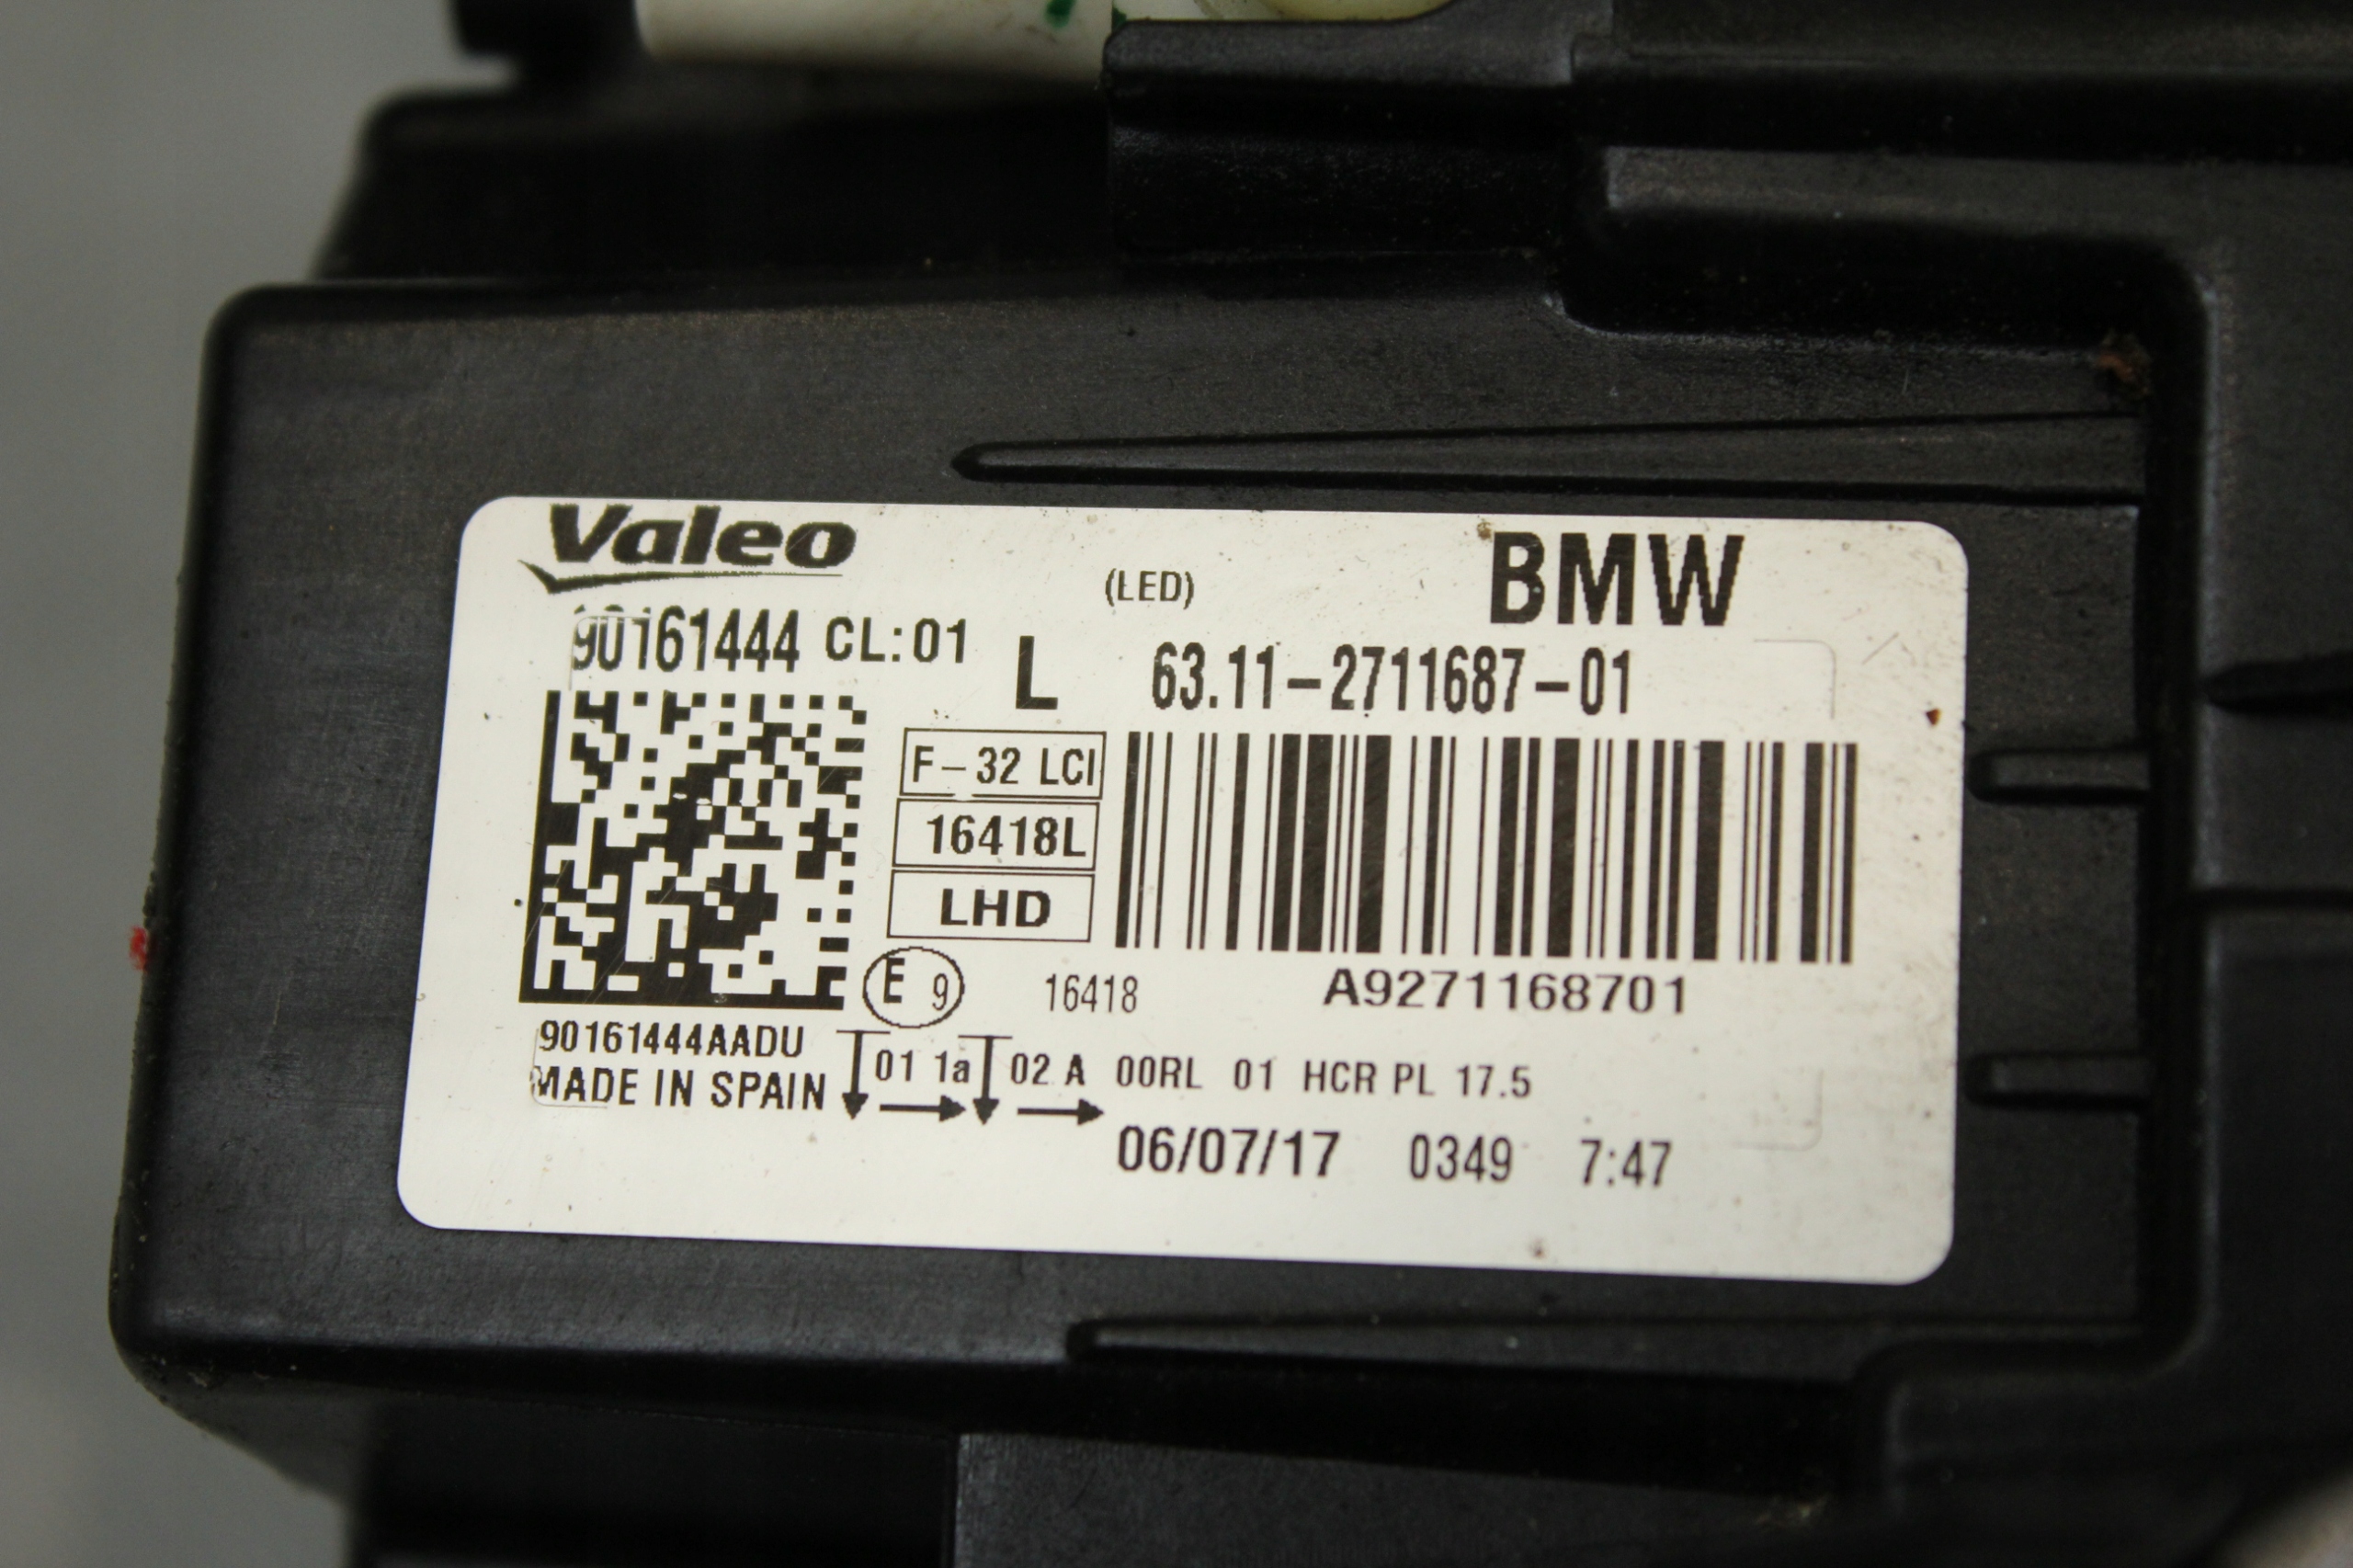 Valeo
(LED)
BMW
90161444 CL:01
L
63.11-2711687-01
F-32 LCI
16418L
LHD
E 9
16418
A9271168701
90161444AADU
01 1a 02 A 00RL 01 HCR PL 17.5
MADE IN SPAIN
06/07/17 0349 7:47